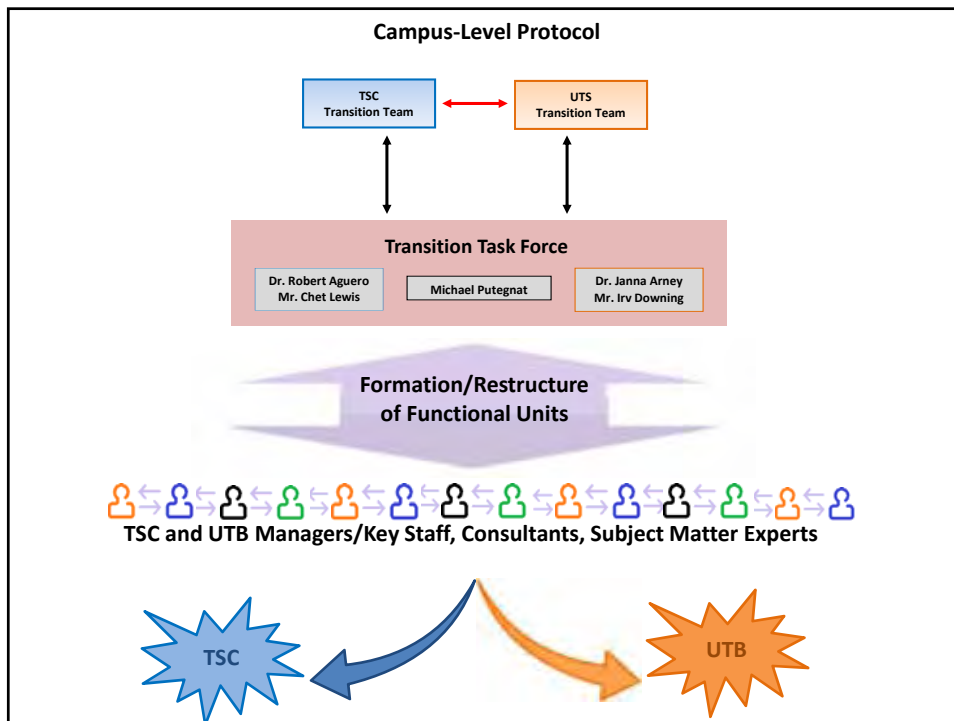 Campus-Level Protocol
TSC
Transition Team
UTS
Transition Team
Transition Task Force
Dr. Robert Aguero
Mr. Chet Lewis
Michael Putegnat
Dr. Janna Arney
Mr. Irv Downing
Formation/Restructure
of Functional Units
TSC and UTB Managers/Key Staff, Consultants, Subject Matter Experts
TSC
UTB